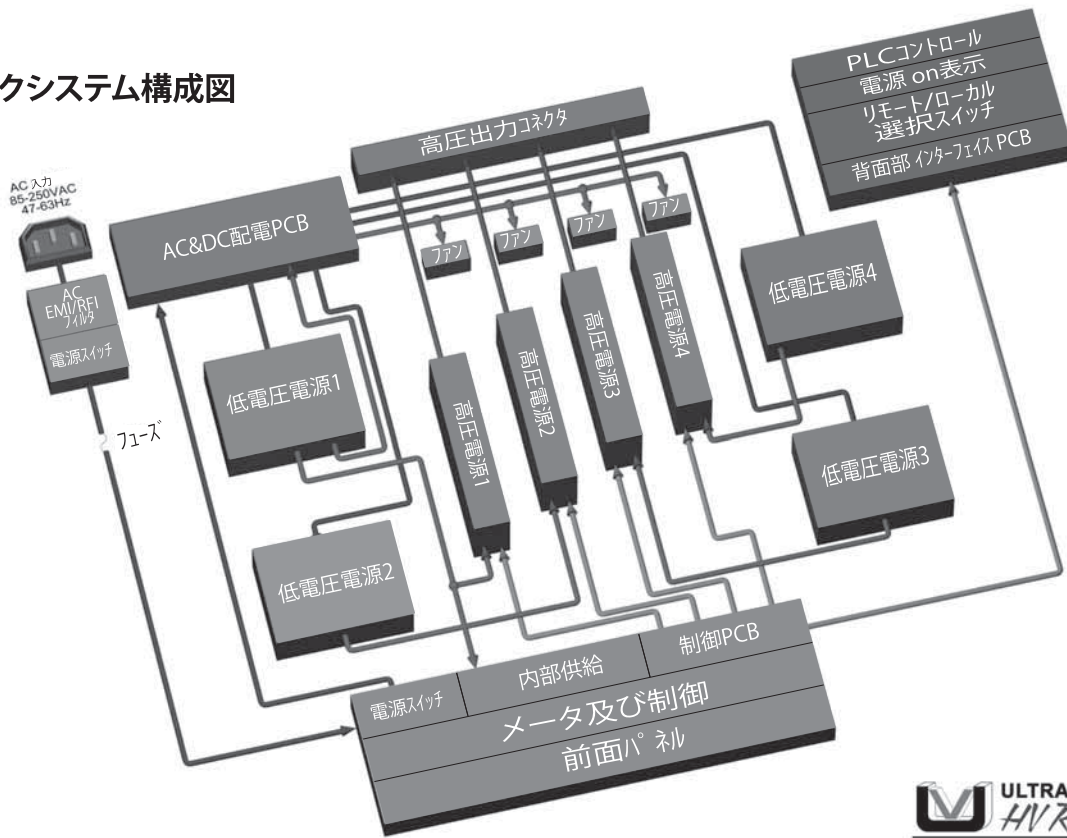 クシステム構成図
PLCコントロール
電源 on表示
リモート/ローカル
選択スイッチ
背面部 インターフェイス PCB
高圧出力コネクタ
AC 入力
85-250VAC
47-63Hz
AC&DC配電PCB
ファン
ファン
ファン
ファン
AC
EMI/RFI
フィルタ
電源スイッチ
フューズ
低電圧電源1
低電圧電源2
高圧電源1
高圧電源2
高圧電源3
高圧電源4
低電圧電源4
低電圧電源3
電源スイッチ
内部供給
制御PCB
メータ及び制御
前面パネル
ULTRA
HV R